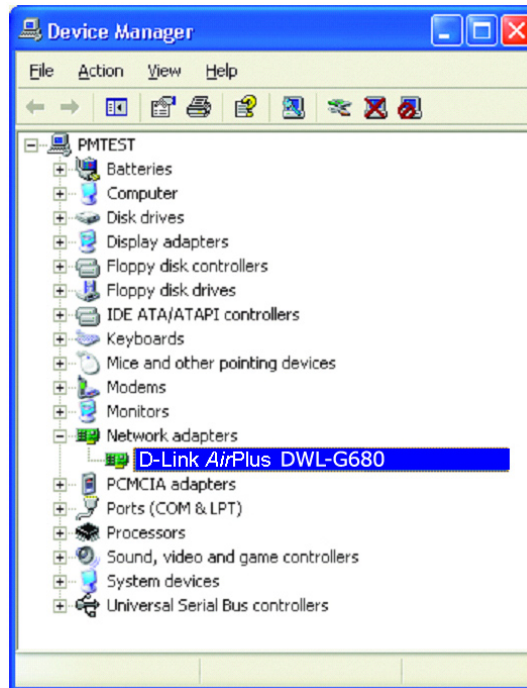 Device Manager
File Action View Help
PMTEST
Batteries
Computer
Disk drives
Display adapters
Floppy disk controllers
Floppy disk drives
IDE ATA/ATAPI controllers
Keyboards
Mice and other pointing devices
Modems
Monitors
Network adapters
D-Link AirPlus DWL-G680
PCMCIA adapters
Ports (COM & LPT)
Processors
Sound, video and game controllers
System devices
Universal Serial Bus controllers